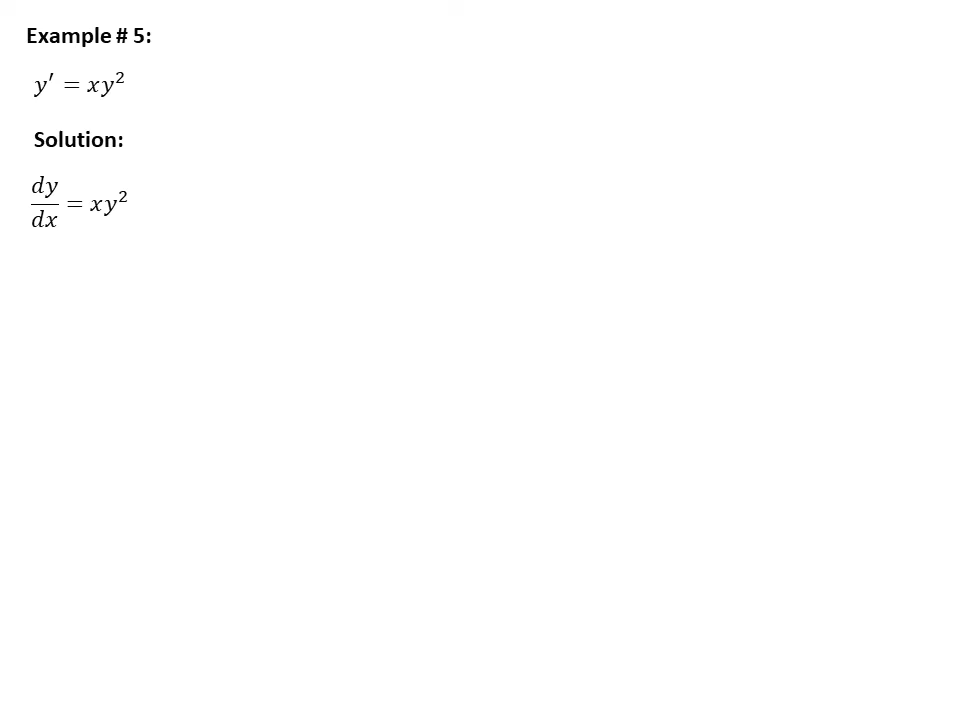 Example # 5:
y′ = xy²
Solution:
dy/dx = xy²